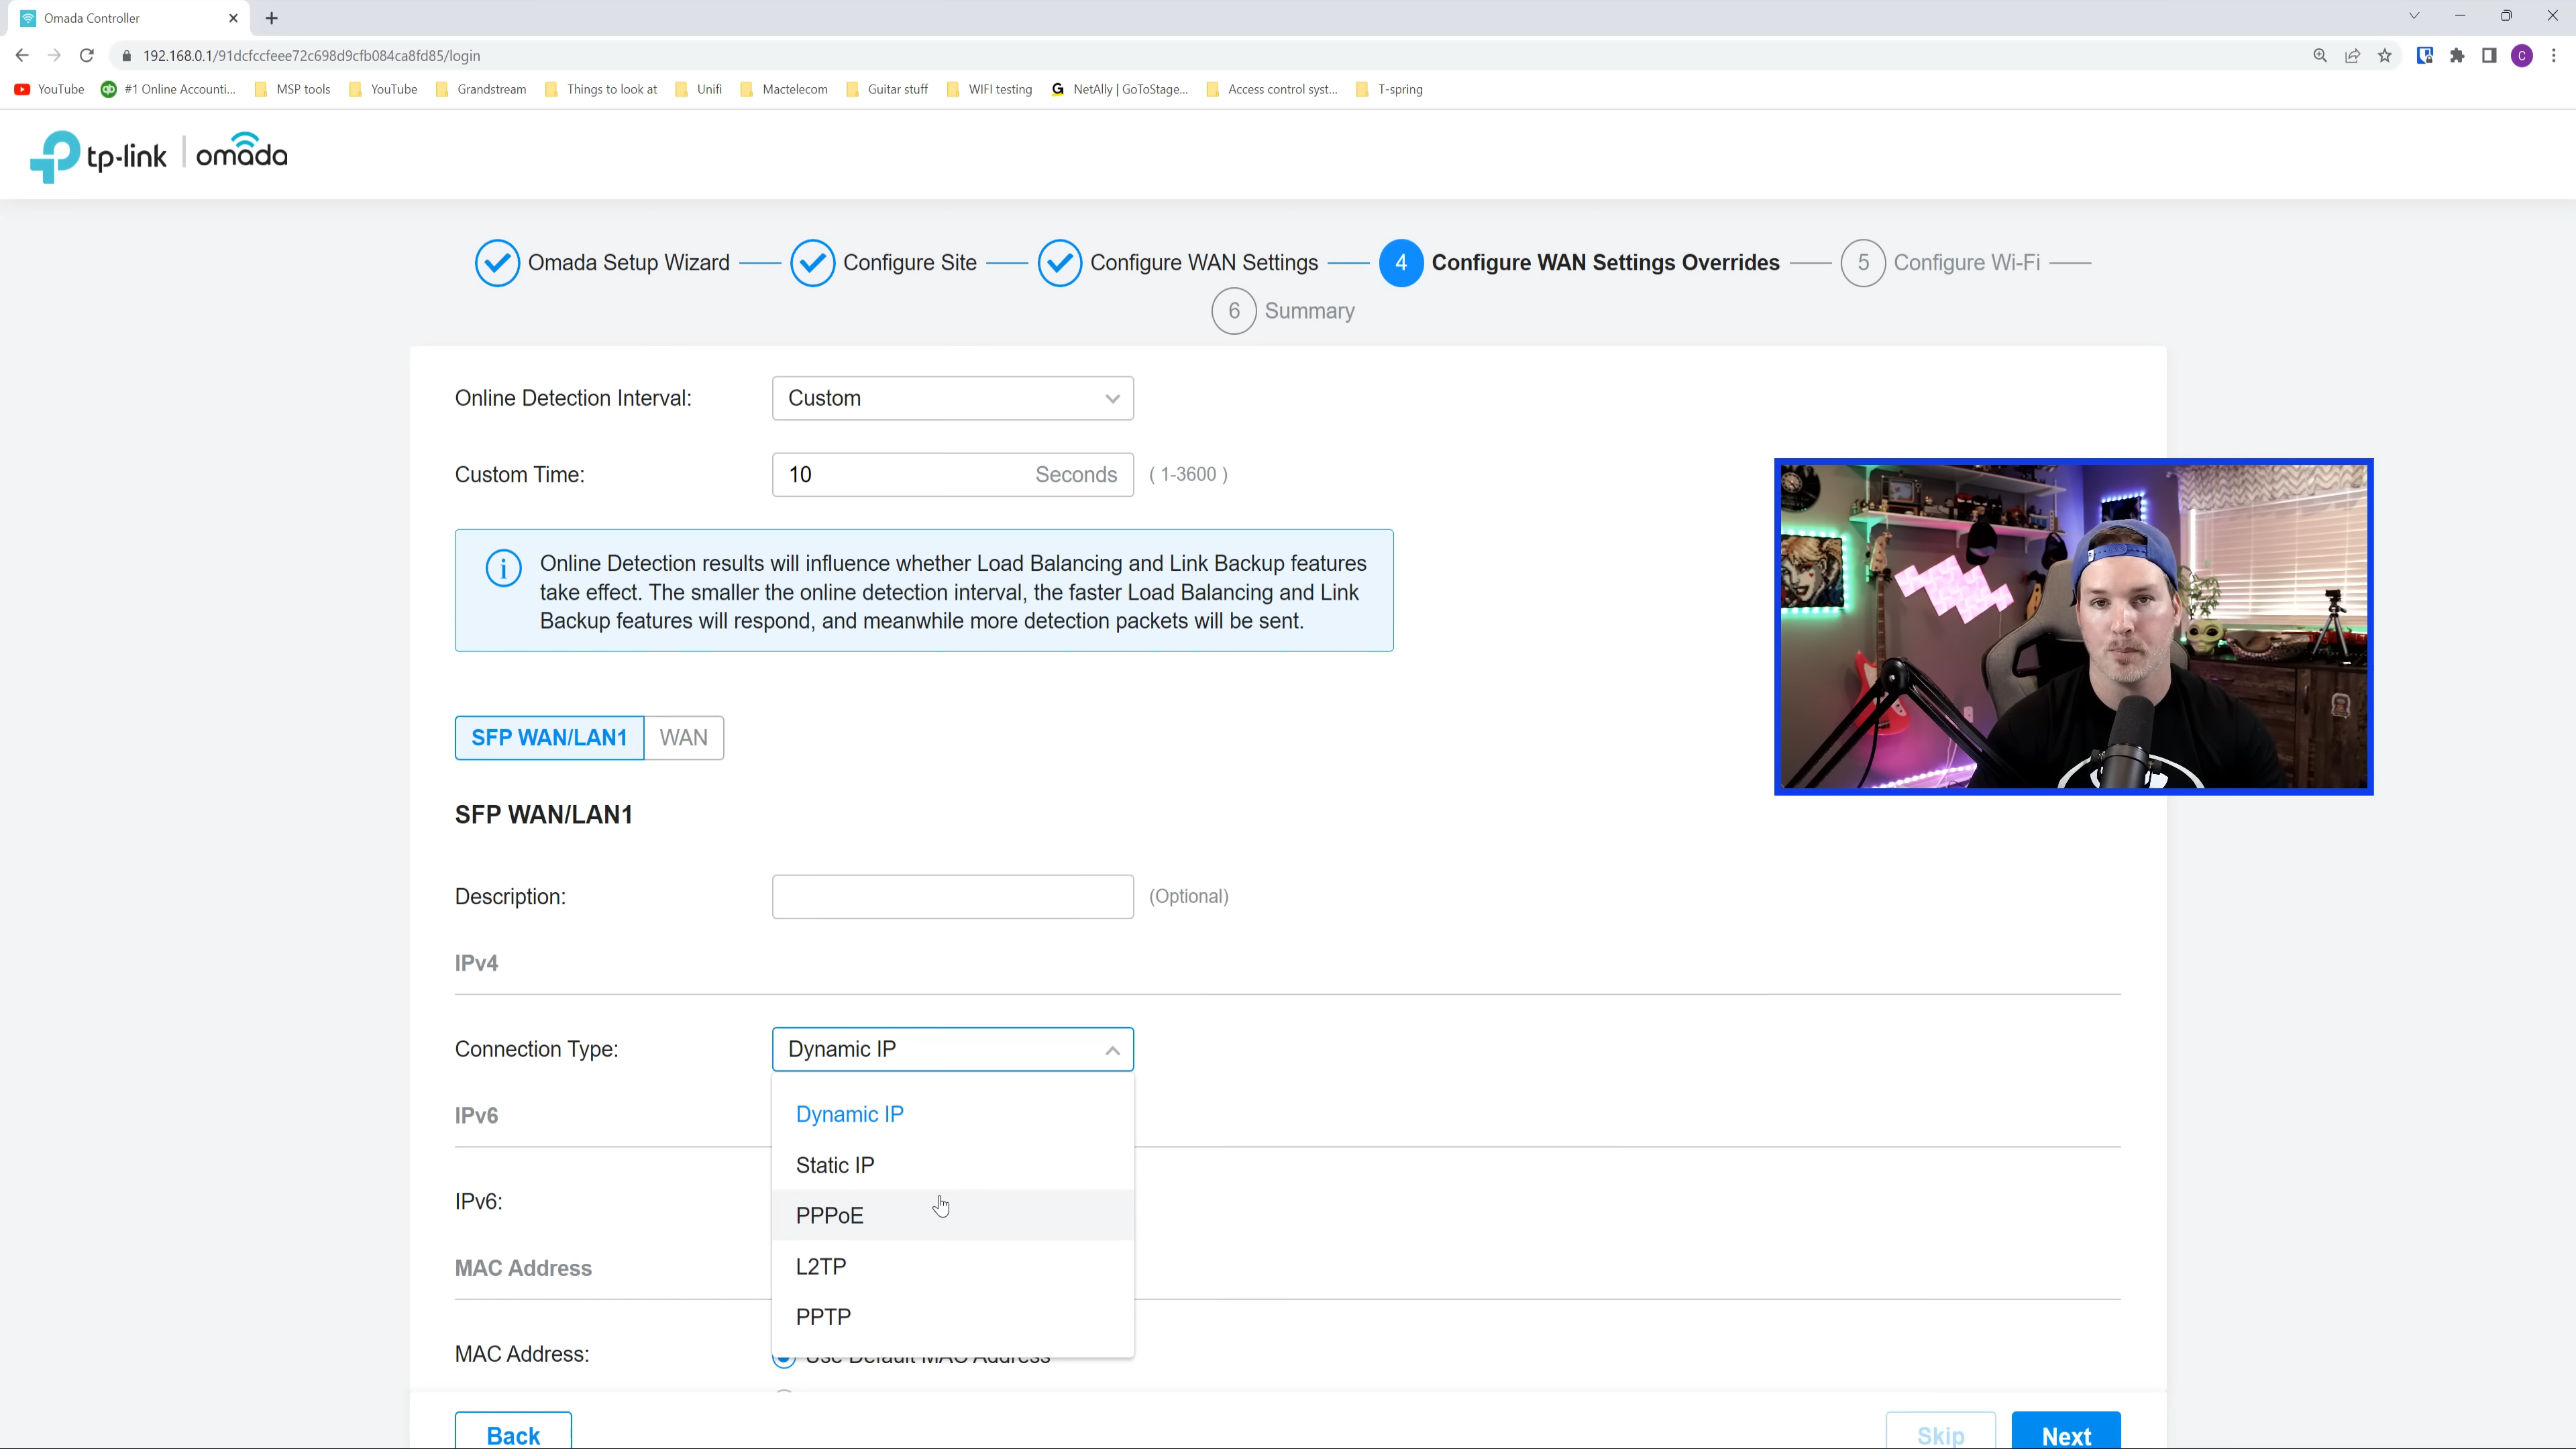 Omada Controller
192.168.0.1/91dcfccfeee72c698d9cfb084ca8fd85/login
C
YouTube
#1 Online Accounti...
MSP tools
YouTube
Grandstream
Things to look at
Unifi
Mactelecom
Guitar stuff
WIFI testing
NetAlly | GoToStage...
Access control syst...
T-spring
tp-link | omada
Omada Setup Wizard
Configure Site
Configure WAN Settings
4 Configure WAN Settings Overrides
5 Configure Wi-Fi
6 Summary
Online Detection Interval: Custom
Custom Time: 10 Seconds ( 1-3600 )
Online Detection results will influence whether Load Balancing and Link Backup features
take effect. The smaller the online detection interval, the faster Load Balancing and Link
Backup features will respond, and meanwhile more detection packets will be sent.
SFP WAN/LAN1 WAN
SFP WAN/LAN1
Description: (Optional)
IPv4
Connection Type: Dynamic IP
Dynamic IP
IPv6
Static IP
IPv6:
PPPoE
MAC Address
L2TP
PPTP
MAC Address: Use Default MAC Address
Back Skip Next